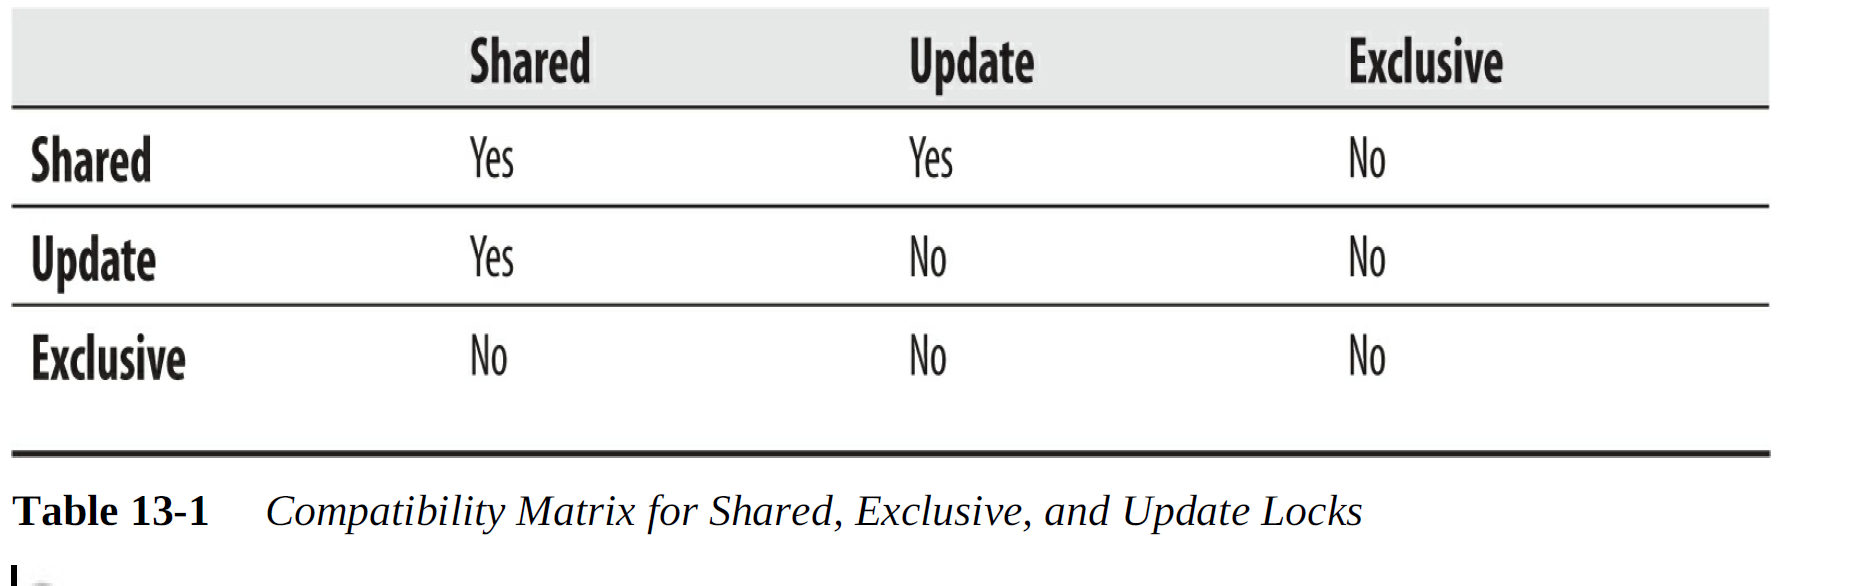 Shared Update Exclusive
Shared Yes Yes No
Update Yes No No
Exclusive No No No
Table 13-1 Compatibility Matrix for Shared, Exclusive, and Update Locks